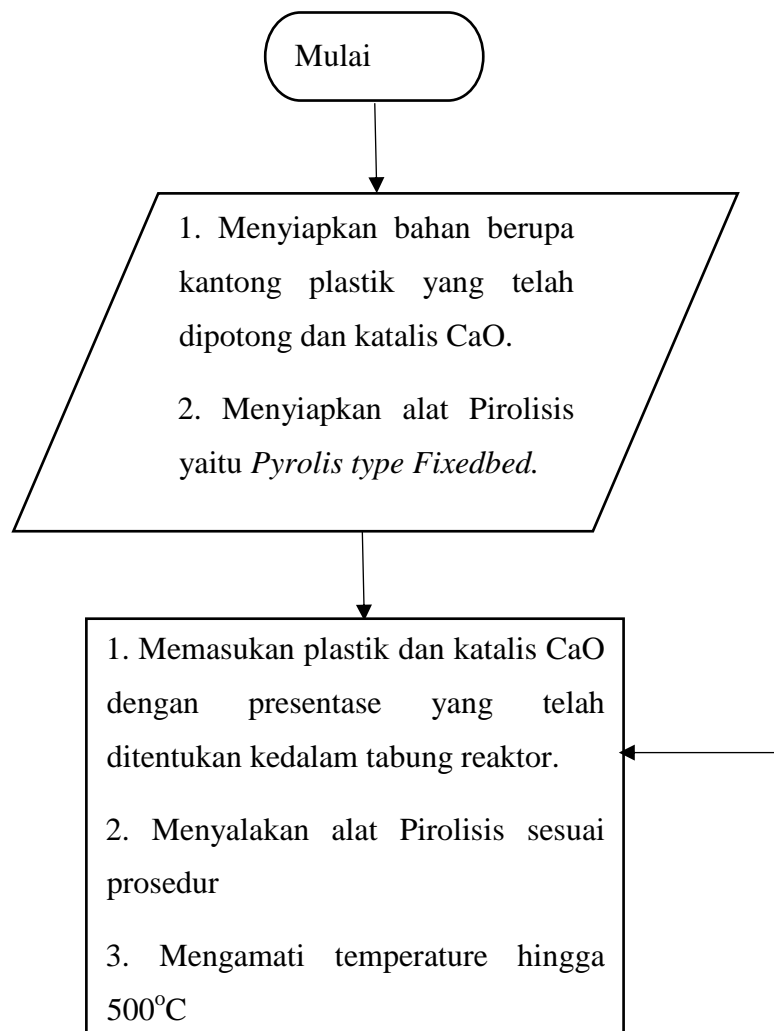 Mulai
1. Menyiapkan bahan berupa
kantong plastik yang telah
dipotong dan katalis CaO.
2. Menyiapkan alat Pirolisis
yaitu Pyrolis type Fixedbed.
1. Memasukan plastik dan katalis CaO
dengan presentase yang telah
ditentukan kedalam tabung reaktor.
2. Menyalakan alat Pirolisis sesuai
prosedur
3. Mengamati temperature hingga
500°C